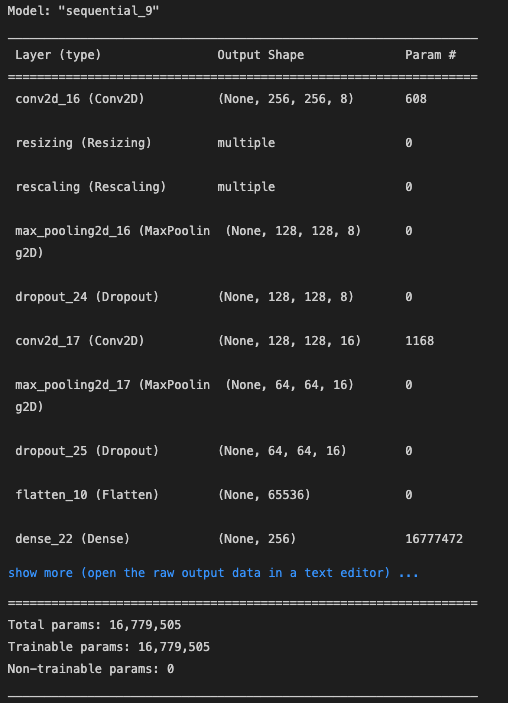 Model: "sequential_9"
Layer (type) Output Shape Param #
conv2d_16 (Conv2D) (None, 256, 256, 8) 608
resizing (Resizing) multiple 0
rescaling (Rescaling) multiple 0
max_pooling2d_16 (MaxPoolin (None, 128, 128, 8) 0
g2D)
dropout_24 (Dropout) (None, 128, 128, 8) 0
conv2d_17 (Conv2D) (None, 128, 128, 16) 1168
max_pooling2d_17 (MaxPoolin (None, 64, 64, 16) 0
g2D)
dropout_25 (Dropout) (None, 64, 64, 16) 0
flatten_10 (Flatten) (None, 65536) 0
dense_22 (Dense) (None, 256) 16777472
show more (open the raw output data in a text editor) ...
Total params: 16,779,505
Trainable params: 16,779,505
Non-trainable params: 0